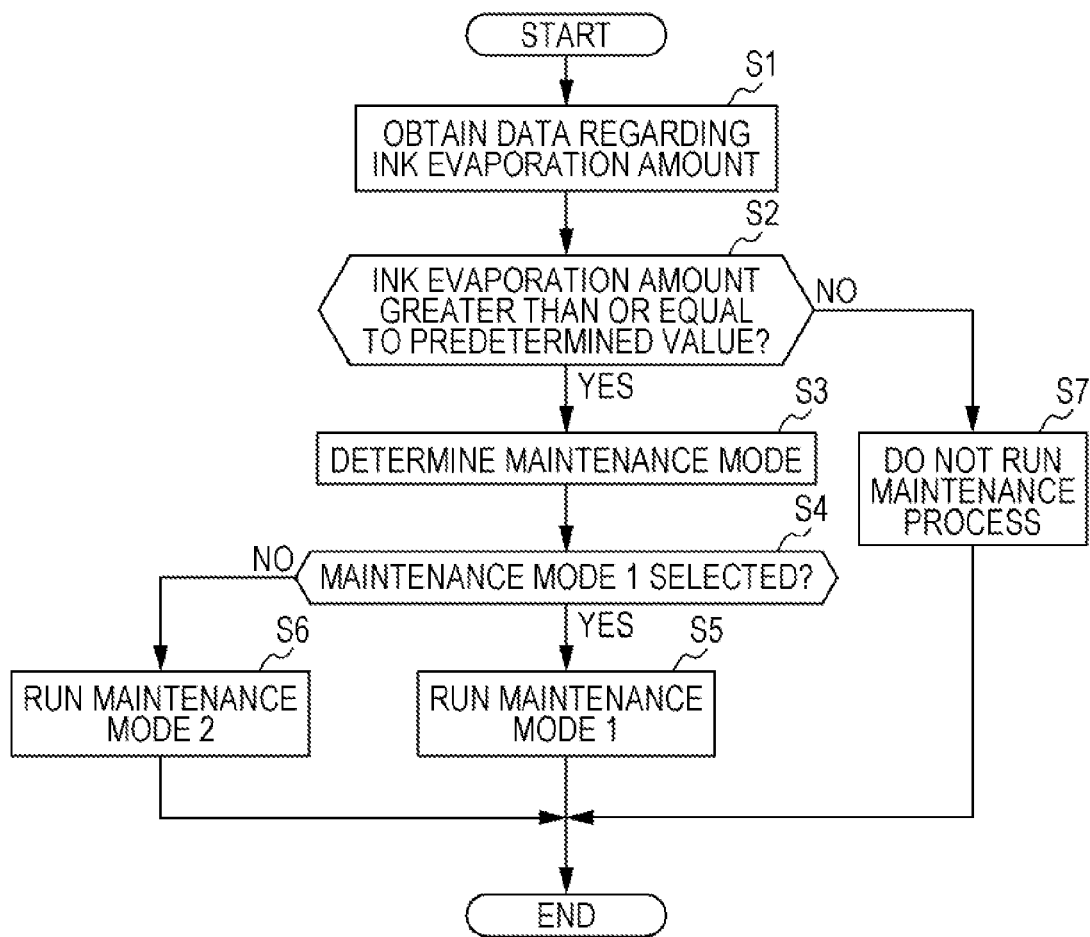 START
S1
OBTAIN DATA REGARDING
INK EVAPORATION AMOUNT
S2
INK EVAPORATION AMOUNT
GREATER THAN OR EQUAL
TO PREDETERMINED VALUE?
NO
YES
S3
DETERMINE MAINTENANCE MODE
S7
DO NOT RUN
MAINTENANCE
PROCESS
S4
MAINTENANCE MODE 1 SELECTED?
NO
YES
S6
RUN MAINTENANCE
MODE 2
S5
RUN MAINTENANCE
MODE 1
END